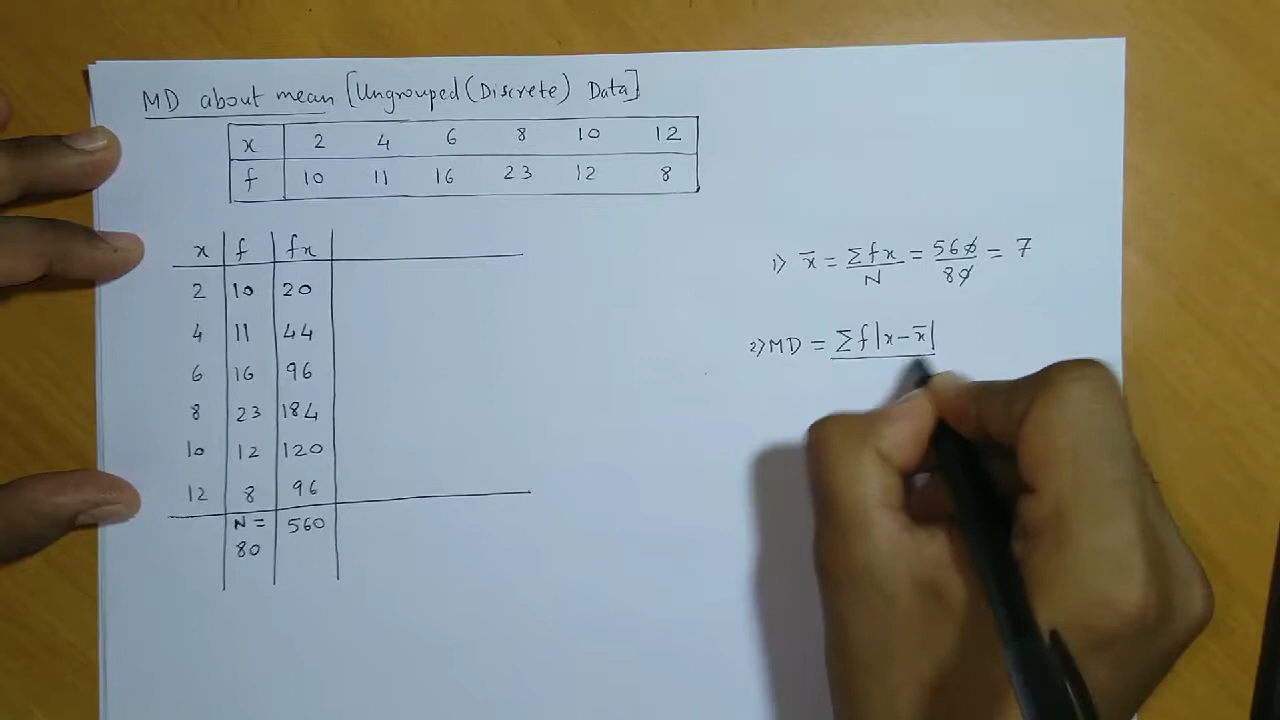 MD about mean [Ungrouped (Discrete) Data]
x 2 4 6 8 10 12
f 10 11 16 23 12 8
x f fx
2 10 20
4 11 44
6 16 96
8 23 184
10 12 120
12 8 96
N = 560
80
1) x̄ = Σfx/N = 560/80 = 7
2) MD = Σf|x-x̄|